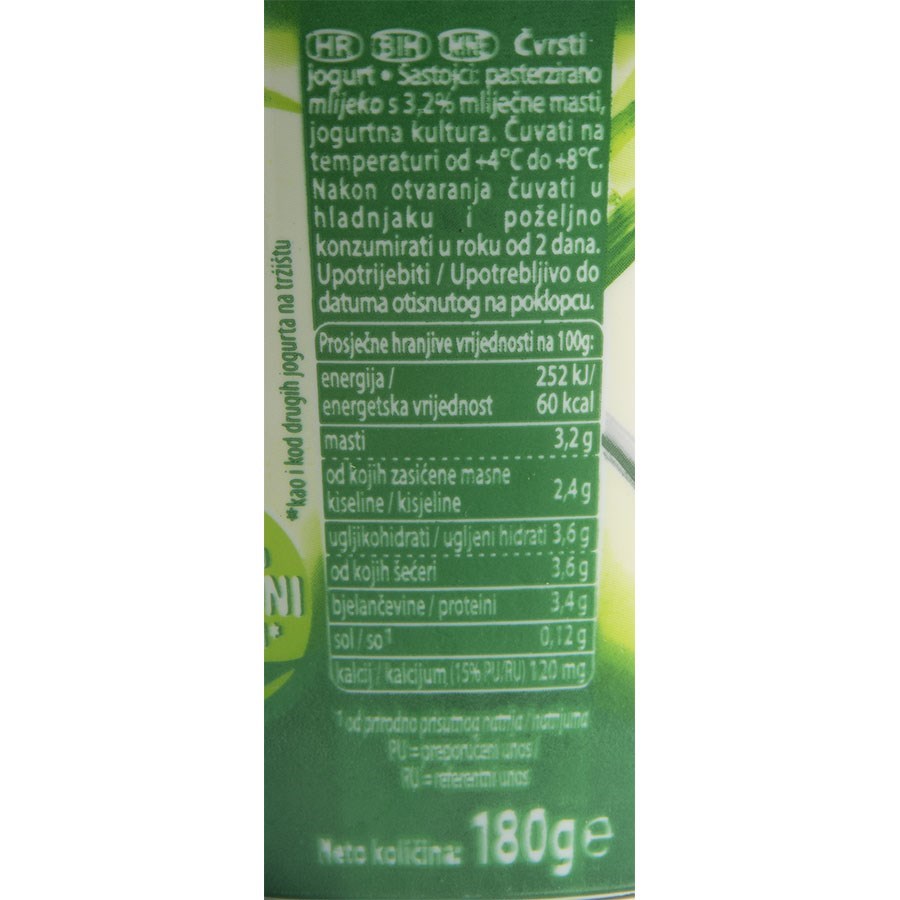 HR BIH MNE Čvrsti
jogurt • Sastojci: pasterzirano
mlijeko s 3,2% mliječne masti,
jogurtna kultura. Čuvati na
temperaturi od +4°C do +8°C.
Nakon otvaranja čuvati u
hladnjaku i poželjno
konzumirati u roku od 2 dana.
Upotrijebiti / Upotrebljivo do
datuma otisnutog na poklopcu.
Prosječne hranjive vrijednosti na 100g:
energija / 252 kJ/
energetska vrijednost 60 kcal
masti 3,2 g
od kojih zasićene masne
kiseline / kisjeline 2,4 g
ugljikohidrati / ugljeni hidrati 3,6 g
od kojih šećeri 3,6 g
bjelančevine / proteini 3,4 g
sol / so¹ 0,12 g
kalcij / kalcijum (15% PU/RU) 120 mg
¹ od prirodno prisutnog natrija / natrijuma
PU = preporučeni unos /
RU = referentni unos
Neto količina: 180g e
**kao i kod drugih jogurta na tržištu
NI
*